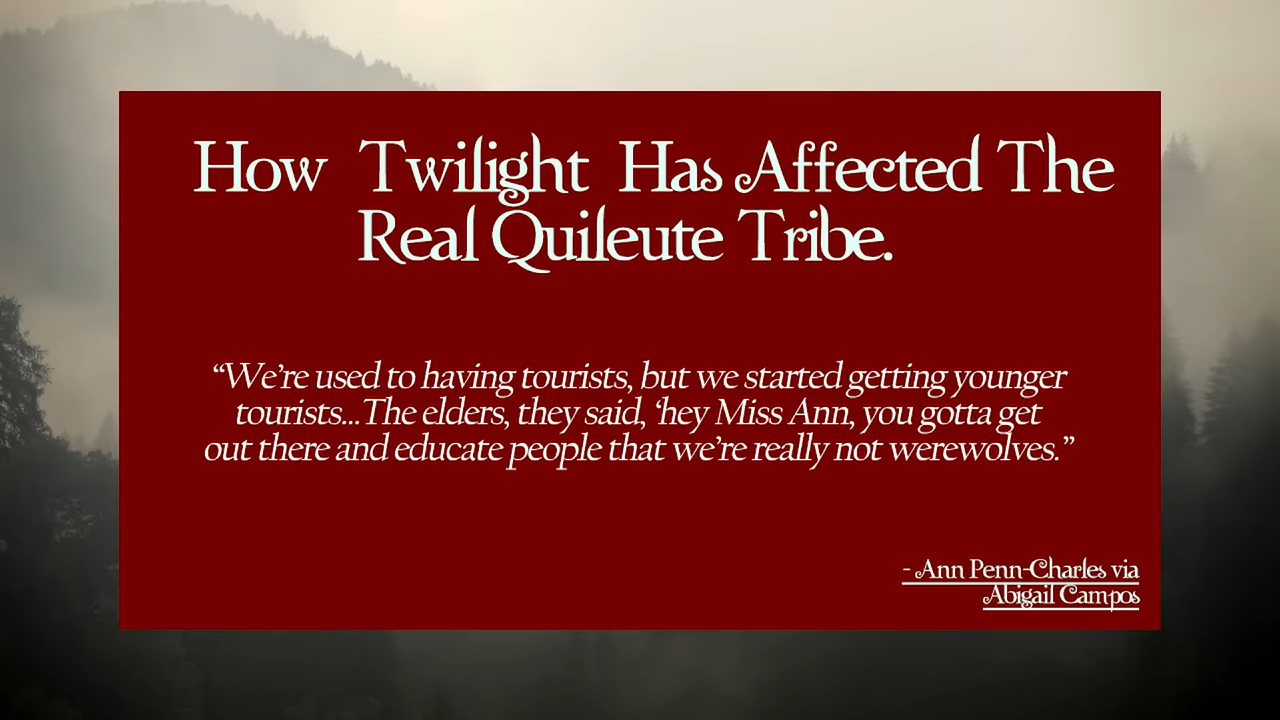 How Twilight Has Affected The
Real Quileute Tribe.
“We’re used to having tourists, but we started getting younger
tourists...The elders, they said, ‘hey Miss Ann, you gotta get
out there and educate people that we’re really not werewolves.”
- Ann Penn-Charles via
Abigail Campos